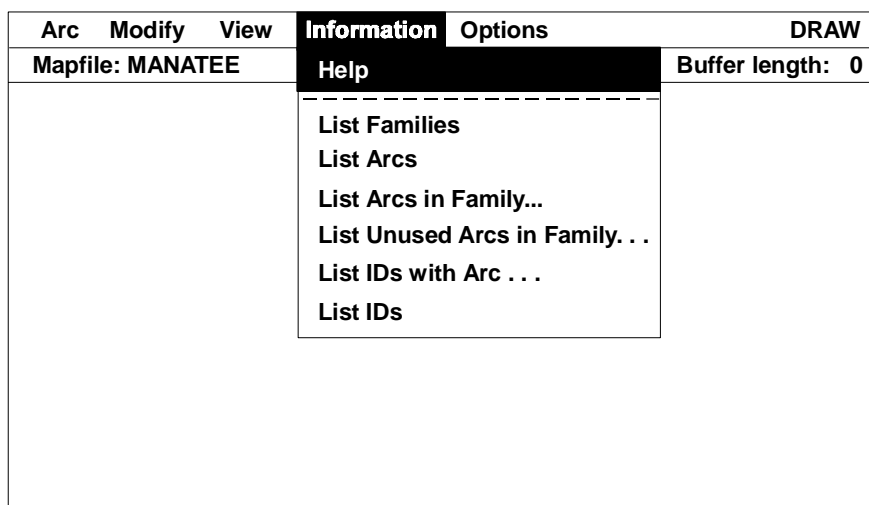 Arc Modify View Information Options DRAW
Mapfile: MANATEE Help Buffer length: 0
List Families
List Arcs
List Arcs in Family...
List Unused Arcs in Family. . .
List IDs with Arc . . .
List IDs